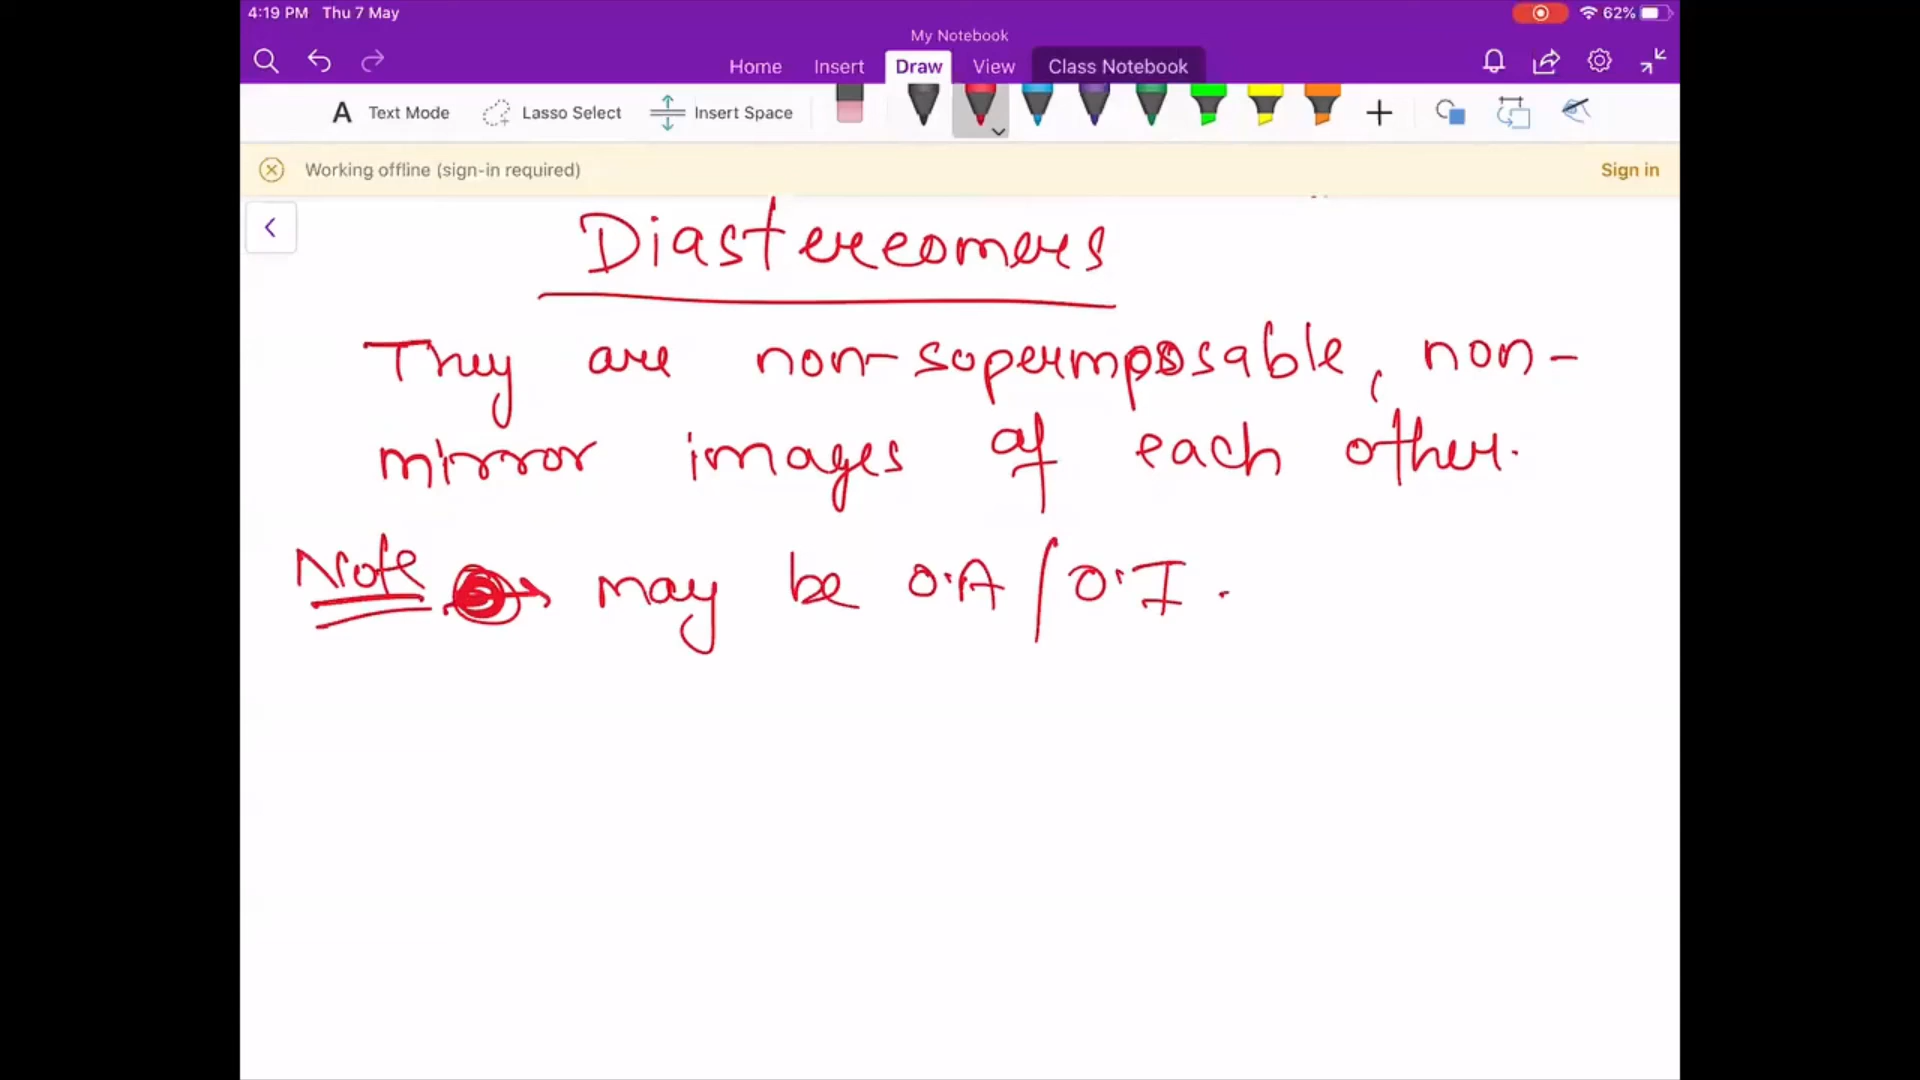 4:19 PM Thu 7 May 62%
My Notebook
Home Insert Draw View Class Notebook
A Text Mode Lasso Select Insert Space
Working offline (sign-in required) Sign in
Diastereomers
They are non-superimposable, non-
mirror images of each other.
Note → may be O.A / O.I.